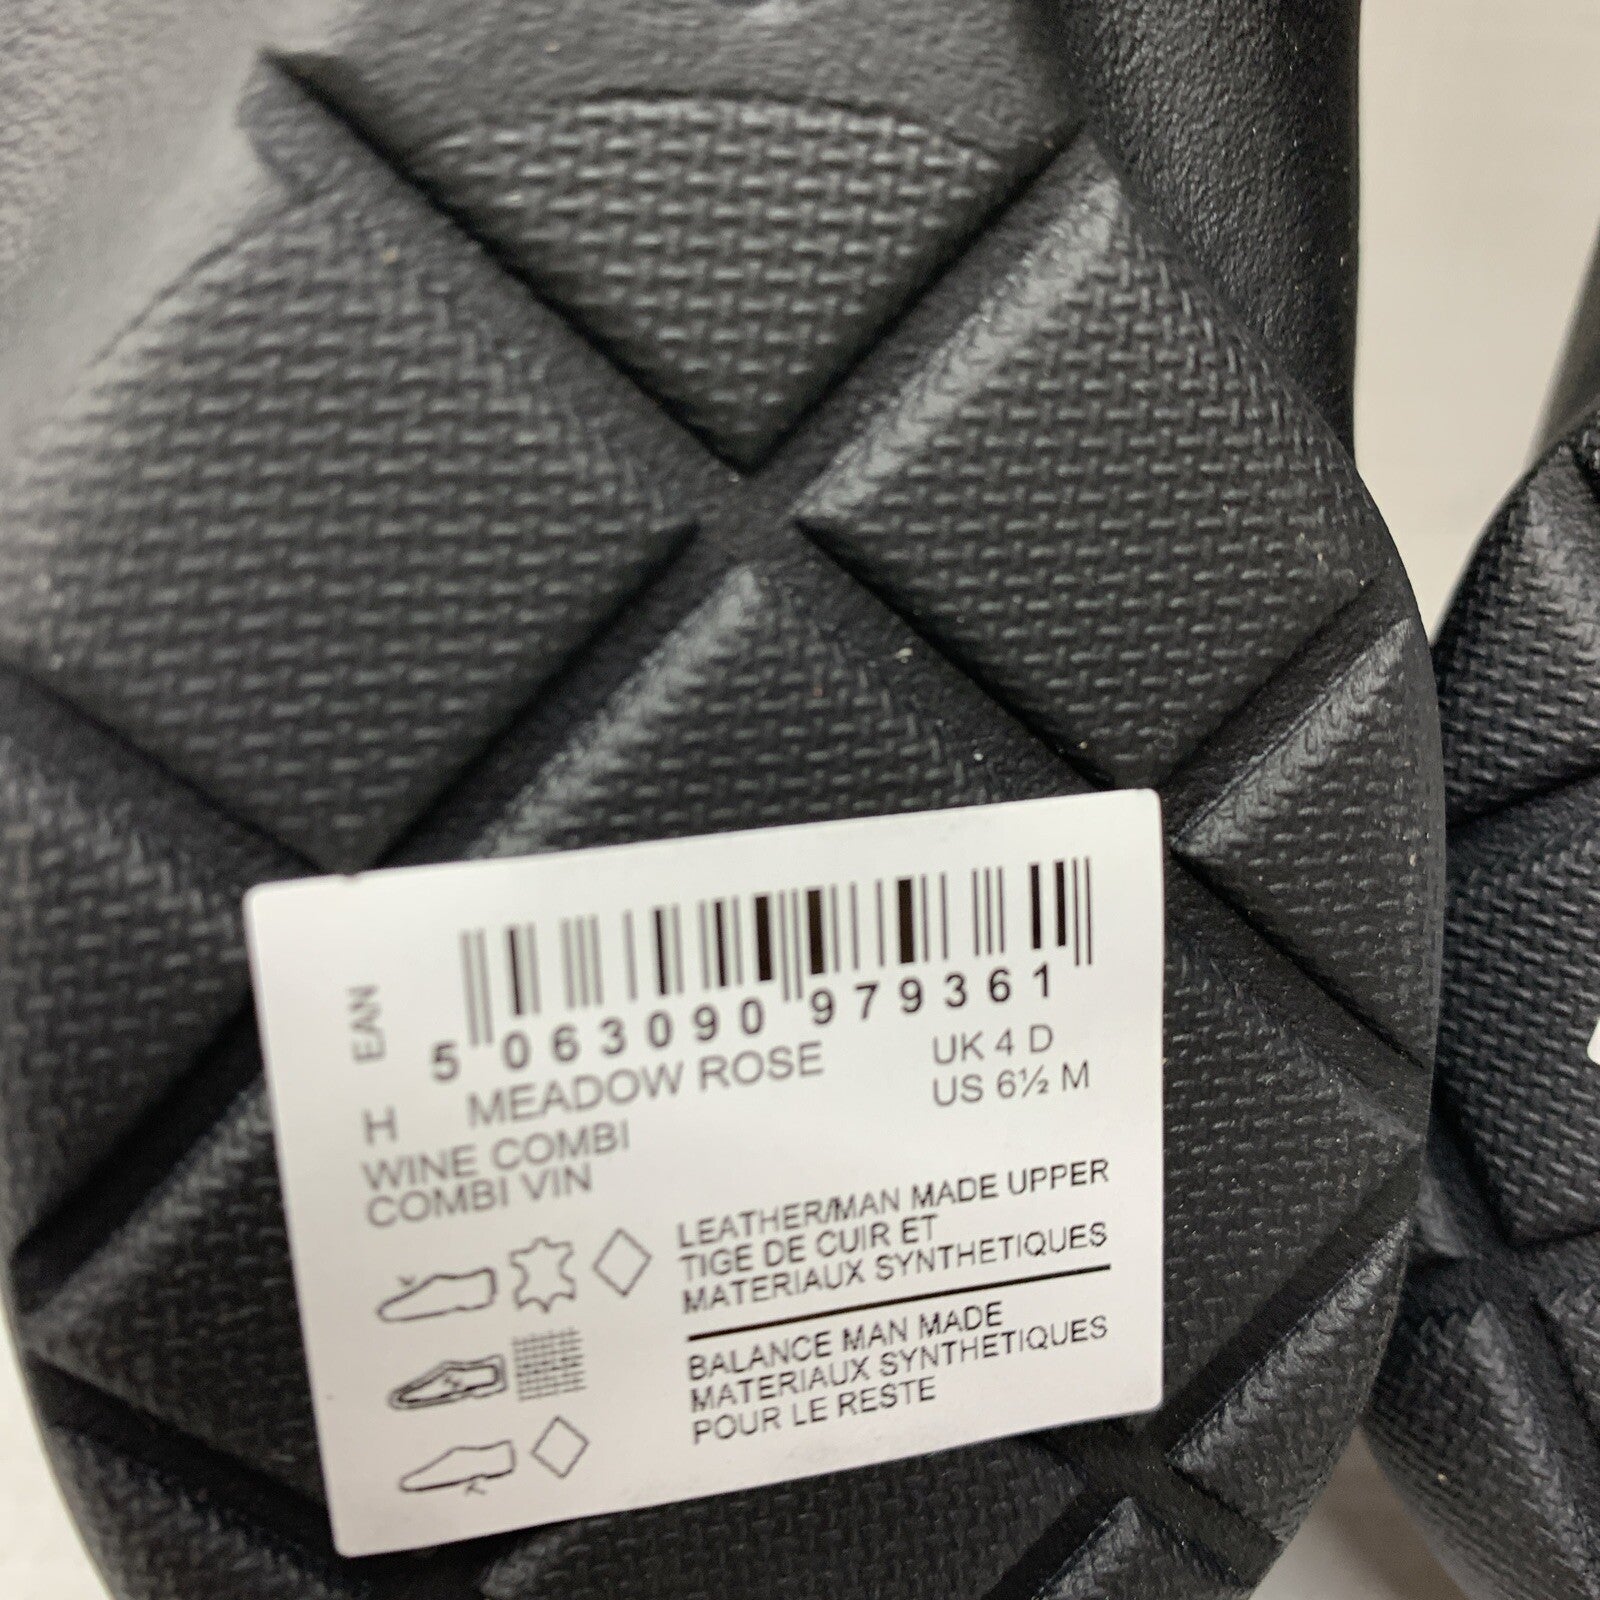 EAN
5 063090 979361
H MEADOW ROSE
WINE COMBI
COMBI VIN
UK 4 D
US 6½ M
LEATHER/MAN MADE UPPER
TIGE DE CUIR ET
MATERIAUX SYNTHETIQUES
BALANCE MAN MADE
MATERIAUX SYNTHETIQUES
POUR LE RESTE